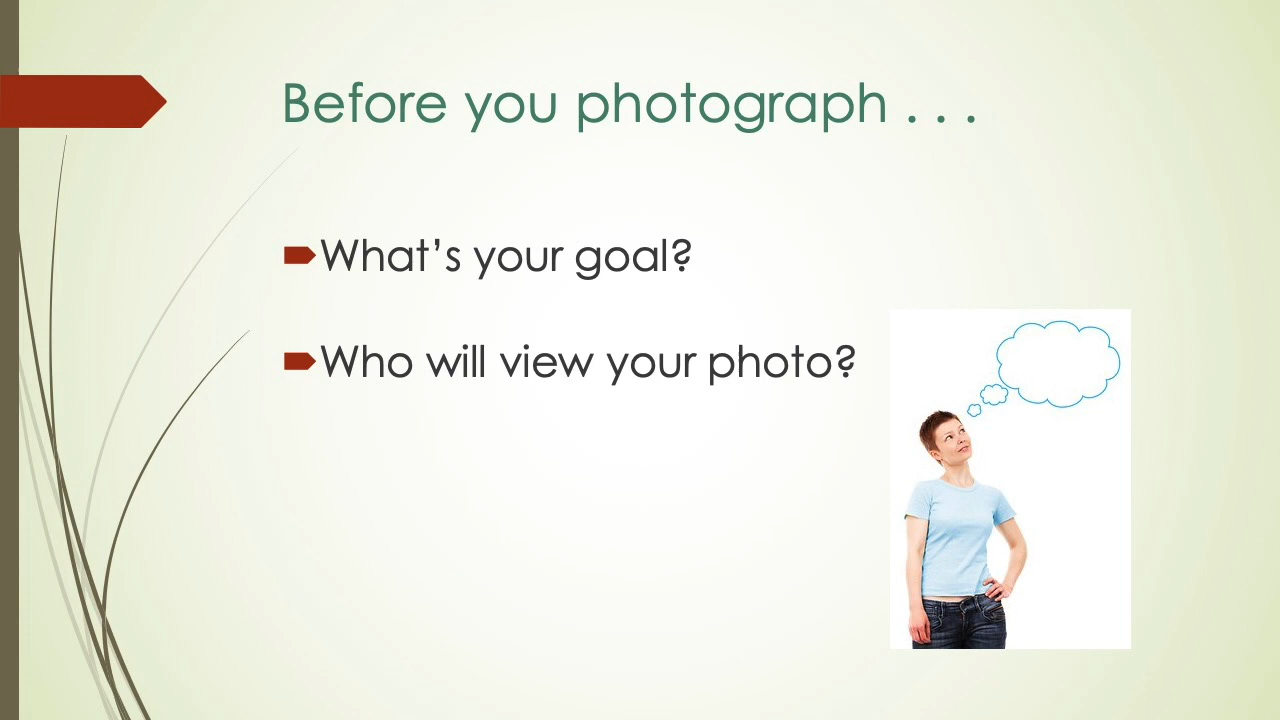 Before you photograph . . .
What’s your goal?
Who will view your photo?